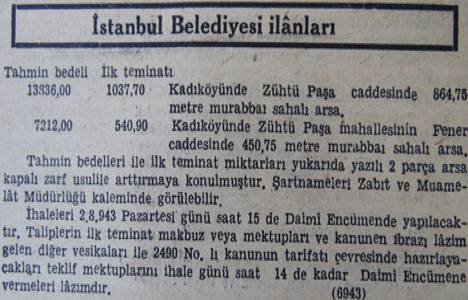 İstanbul Belediyesi ilânları
Tahmin bedeli İlk teminatı
13836,00 1037,70 Kadıköyünde Zühtü Paşa caddesinde 864,75
metre murabbaı sahalı arsa.
7212,00 540,90 Kadıköyünde Zühtü Paşa mahallesinin Fener
caddesinde 450,75 metre murabbaı sahalı arsa.
Tahmin bedelleri ile ilk teminat miktarları yukarıda yazılı 2 parça arsa
kapalı zarf usulile arttırmaya konulmuştur. Şartnameleri Zabıt ve Muame-
lât Müdürlüğü kaleminde görülebilir.
İhaleleri 2,8,943 Pazartesi günü saat 15 de Daimi Encümende yapılacak-
tır. Taliplerin ilk teminat makbuz veya mektupları ve kanunen ibrazı lâzım
gelen diğer vesikaları ile 2490 No. lı kanunun tarifatı çevresinde hazırlaya-
cakları teklif mektuplarını ihale günü saat 14 de kadar Daimi Encümene
vermeleri lâzımdır. (6943)